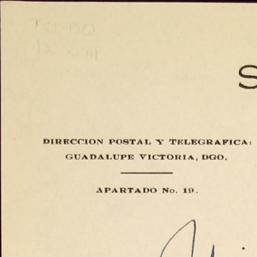 S
DIRECCION POSTAL Y TELEGRAFICA:
GUADALUPE VICTORIA, DGO.
APARTADO No. 19.